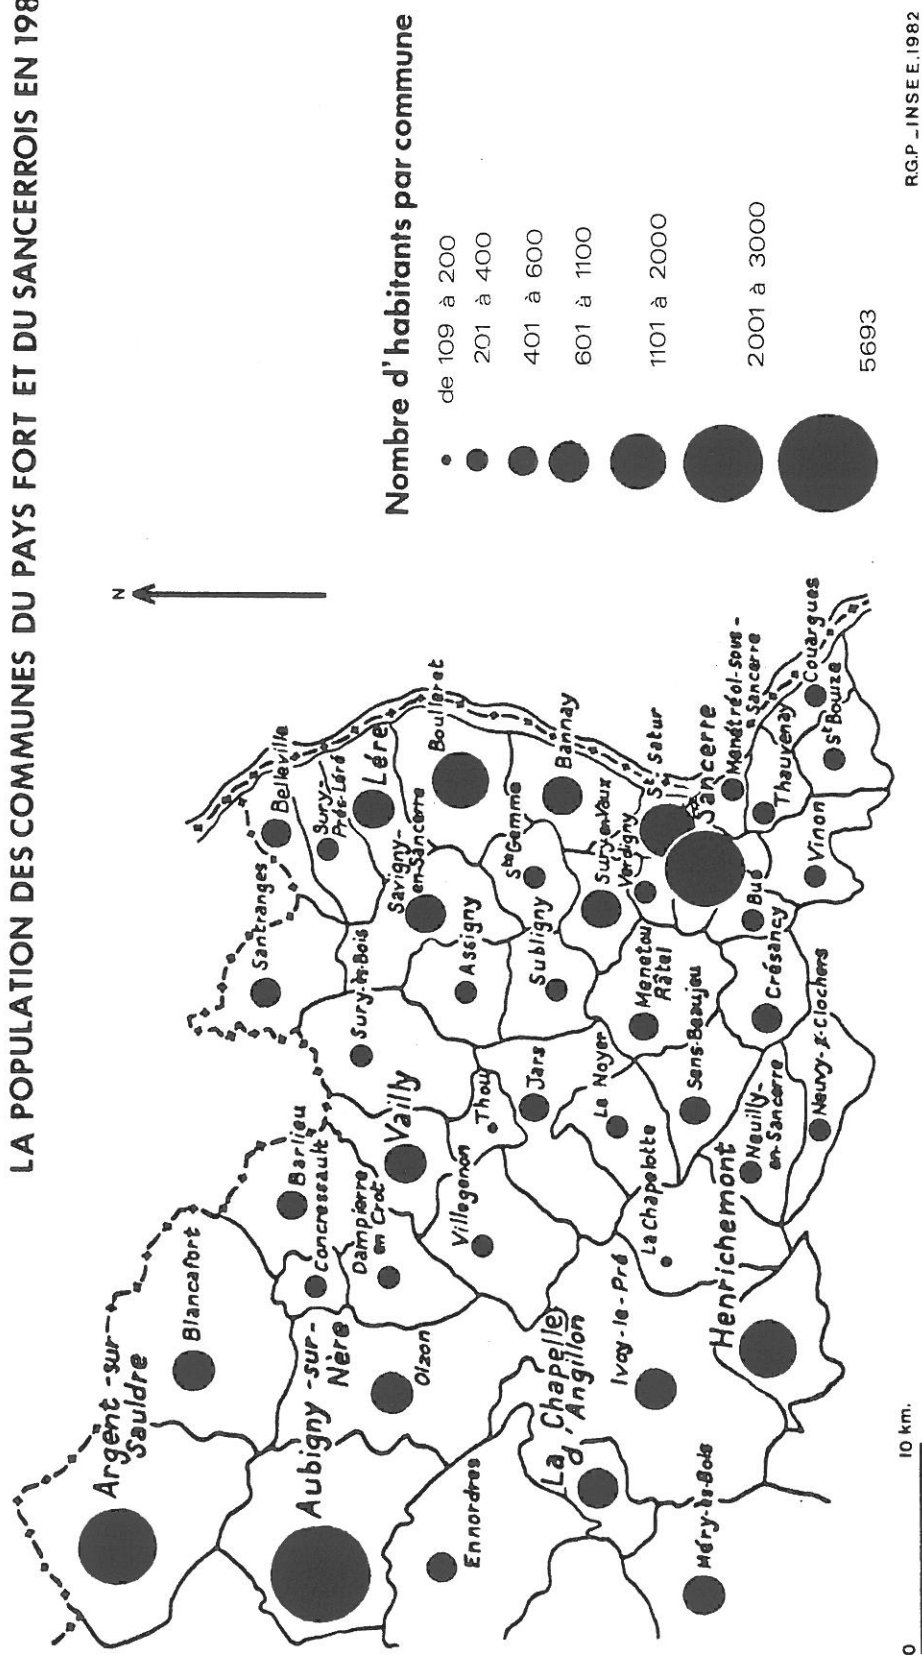 LA POPULATION DES COMMUNES DU PAYS FORT ET DU SANCERROIS EN 198
N
Nombre d'habitants par commune
de 109 à 200
201 à 400
401 à 600
601 à 1100
1101 à 2000
2001 à 3000
5693
Argent-sur-
Sauldre
Blancafort
Aubigny-sur-
Nère
Oizon
Concressault
Barlieu
Dampierre
en Crot
Vailly
Villegenon
Thou
Santranges
Sury-ès-Bois
Belleville
Sury-
Près-Léré
Lére
Savigny-
en-Sancerre
Boulleret
Assigny
Subligny
Ste Gemme
Bannay
Jars
Le Noyer
Sury-en-Vaux
Verdigny
St Satur
Sancerre
Menetou
Râtel
Sens-Beaujeu
Menétréol-sous-
Sancerre
Thauvenay
Couargues
St Bouze
Vinon
Bué
Crésancy
Neuvy-2-Clochers
Neuilly-
en-Sancerre
La Chapelotte
Henrichemont
Ivoy-le-Pré
La Chapelle
d'Angillon
Ennordres
Méry-ès-Bois
0
10 km.
R.G.P_INSEE.1982